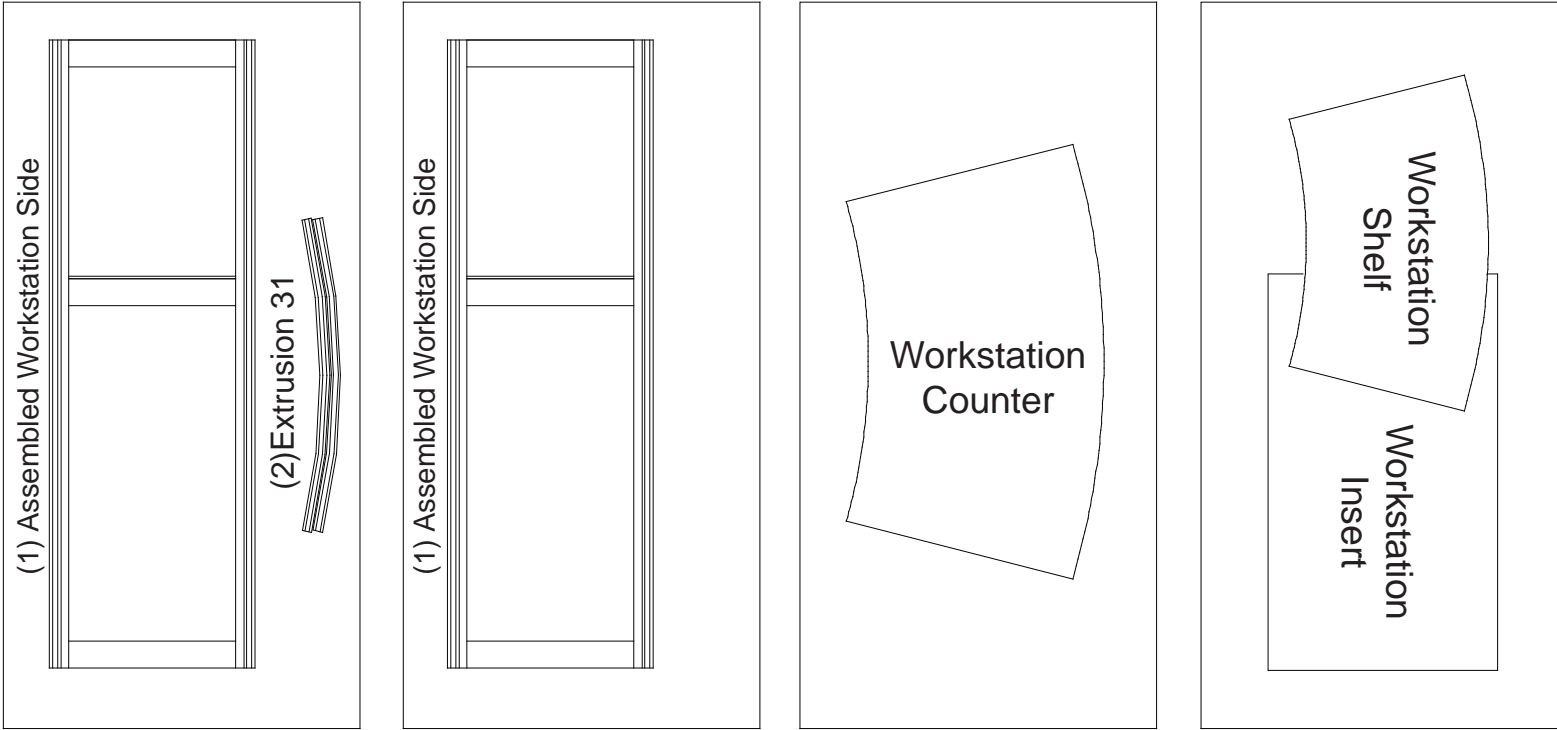 (1) Assembled Workstation Side
(2)Extrusion 31
(1) Assembled Workstation Side
Workstation
Counter
Workstation
Shelf
Workstation
Insert